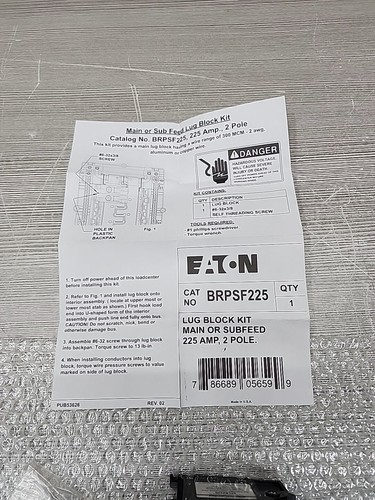 Main or Sub Feed Lug Block Kit
Catalog No. BRPSF225, 225 Amp., 2 Pole
This kit provides a main lug block having a wire range of 300 MCM - 2 awg.
aluminum or copper wire.
#6-32x3/8
SCREW
HOLE IN
PLASTIC
BACKPAN
Fig. 1
DANGER
HAZARDOUS VOLTAGE.
WILL CAUSE SEVERE
INJURY OR DEATH.
KIT CONTAINS:
QTY DESCRIPTION
1 LUG BLOCK
1 #6-32x3/8
SELF THREADING SCREW
TOOLS REQUIRED:
#1 phillips screwdriver
Torque wrench
1. Turn off power ahead of this loadcenter
before installing this kit.
2. Refer to Fig. 1 and install lug block onto
interior assembly. ( locate at upper most or
lower most stab as shown.) First hook load
end into U-shaped form of the interior
assembly and push line end fully onto bus.
CAUTION! Do not scratch, nick, bend or
otherwise damage bus.
3. Assemble #6-32 screw through lug block
into backpan. Torque screw to 13 lb-in
4. When installing conductors into lug
block, torque wire pressure screws to value
marked on side of lug block.
PUB53626 REV. 02
EATON
CAT
NO BRPSF225
QTY
1
LUG BLOCK KIT
MAIN OR SUBFEED
225 AMP, 2 POLE.
7 86689 05659 9
Made in U.S.A.